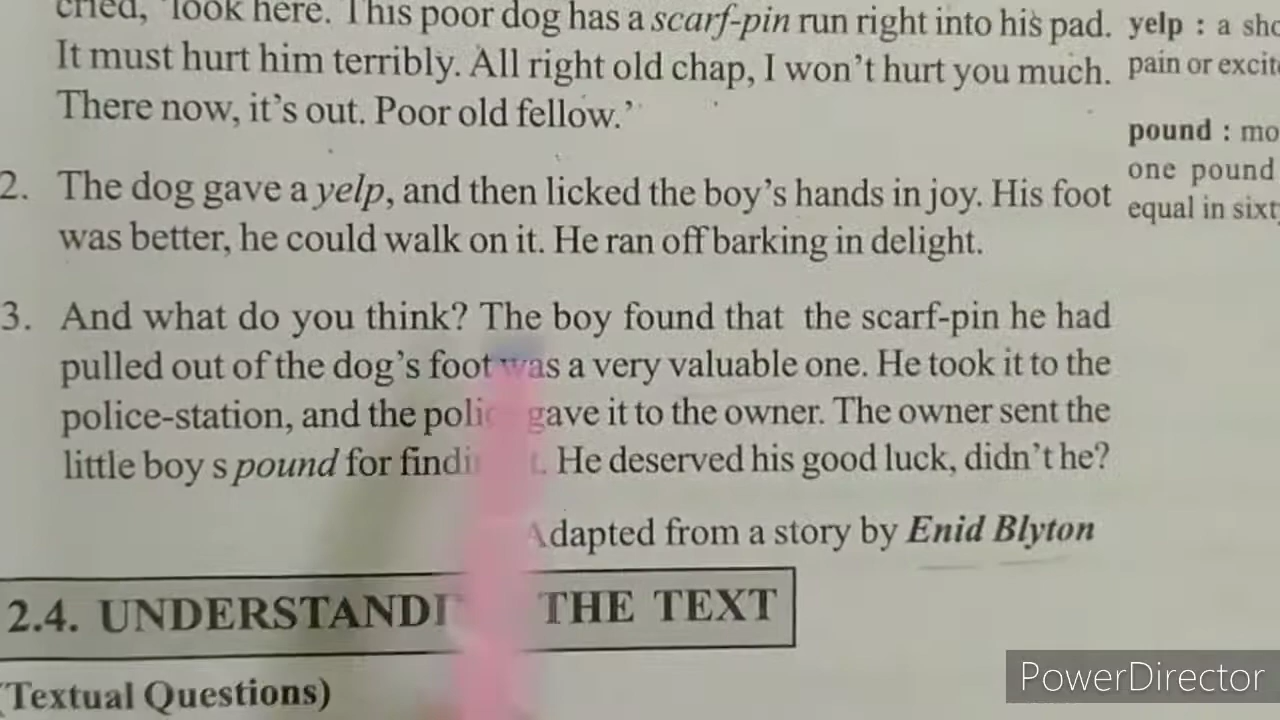 cried, 'look here. This poor dog has a scarf-pin run right into his pad.
It must hurt him terribly. All right old chap, I won't hurt you much.
There now, it's out. Poor old fellow.'
2. The dog gave a yelp, and then licked the boy's hands in joy. His foot
was better, he could walk on it. He ran off barking in delight.
3. And what do you think? The boy found that the scarf-pin he had
pulled out of the dog's foot was a very valuable one. He took it to the
police-station, and the poli gave it to the owner. The owner sent the
little boy s pound for findi t. He deserved his good luck, didn't he?
Adapted from a story by Enid Blyton
2.4. UNDERSTANDI THE TEXT
(Textual Questions)
yelp : a sho
pain or excite
pound : mo
one pound
equal in sixt
PowerDirector